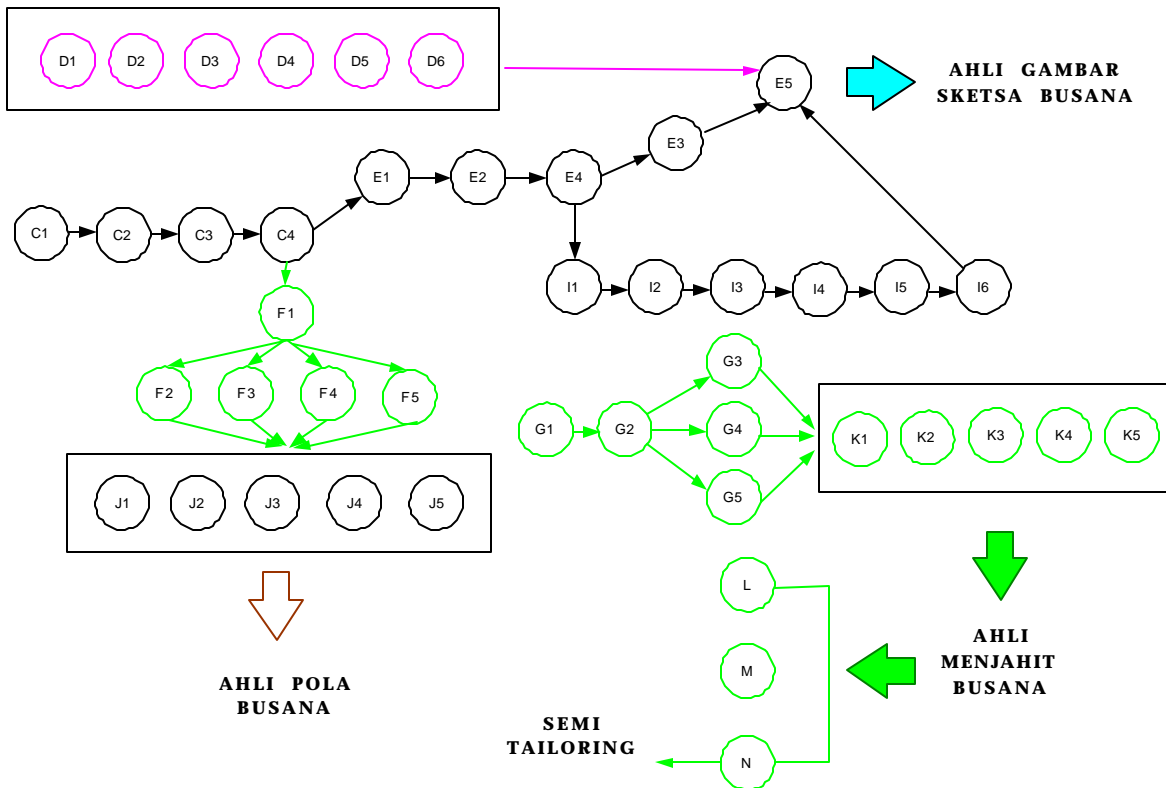 D1 D2 D3 D4 D5 D6
E5
AHLI GAMBAR
SKETSA BUSANA
E3
E1 E2 E4
C1 C2 C3 C4
I1 I2 I3 I4 I5 I6
F1
F2 F3 F4 F5
G3
G1 G2 G4
G5
K1 K2 K3 K4 K5
J1 J2 J3 J4 J5
L
M
N
AHLI
MENJAHIT
BUSANA
AHLI POLA
BUSANA
SEMI
TAILORING